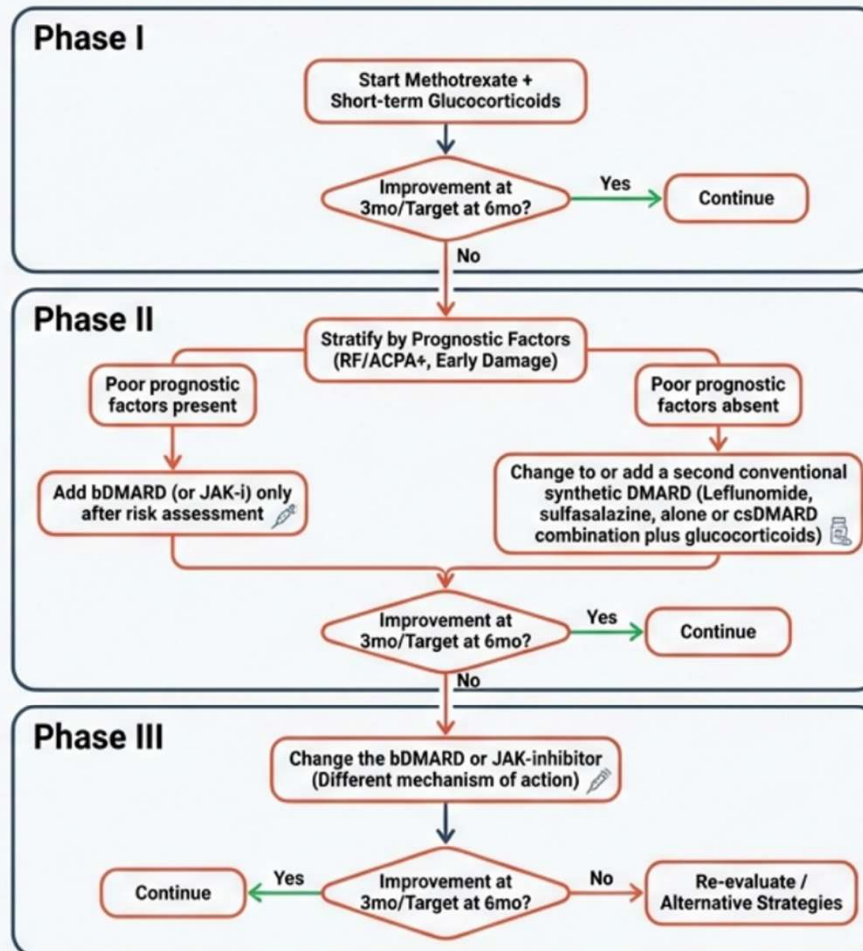 Phase I
Start Methotrexate +
Short-term Glucocorticoids
Improvement at
3mo/Target at 6mo?
Yes
Continue
No
Phase II
Stratify by Prognostic Factors
(RF/ACPA+, Early Damage)
Poor prognostic
factors present
Poor prognostic
factors absent
Add bDMARD (or JAK-i) only
after risk assessment
Change to or add a second conventional
synthetic DMARD (Leflunomide,
sulfasalazine, alone or csDMARD
combination plus glucocorticoids)
Improvement at
3mo/Target at 6mo?
Yes
Continue
No
Phase III
Change the bDMARD or JAK-inhibitor
(Different mechanism of action)
Improvement at
3mo/Target at 6mo?
Yes
Continue
No
Re-evaluate /
Alternative Strategies